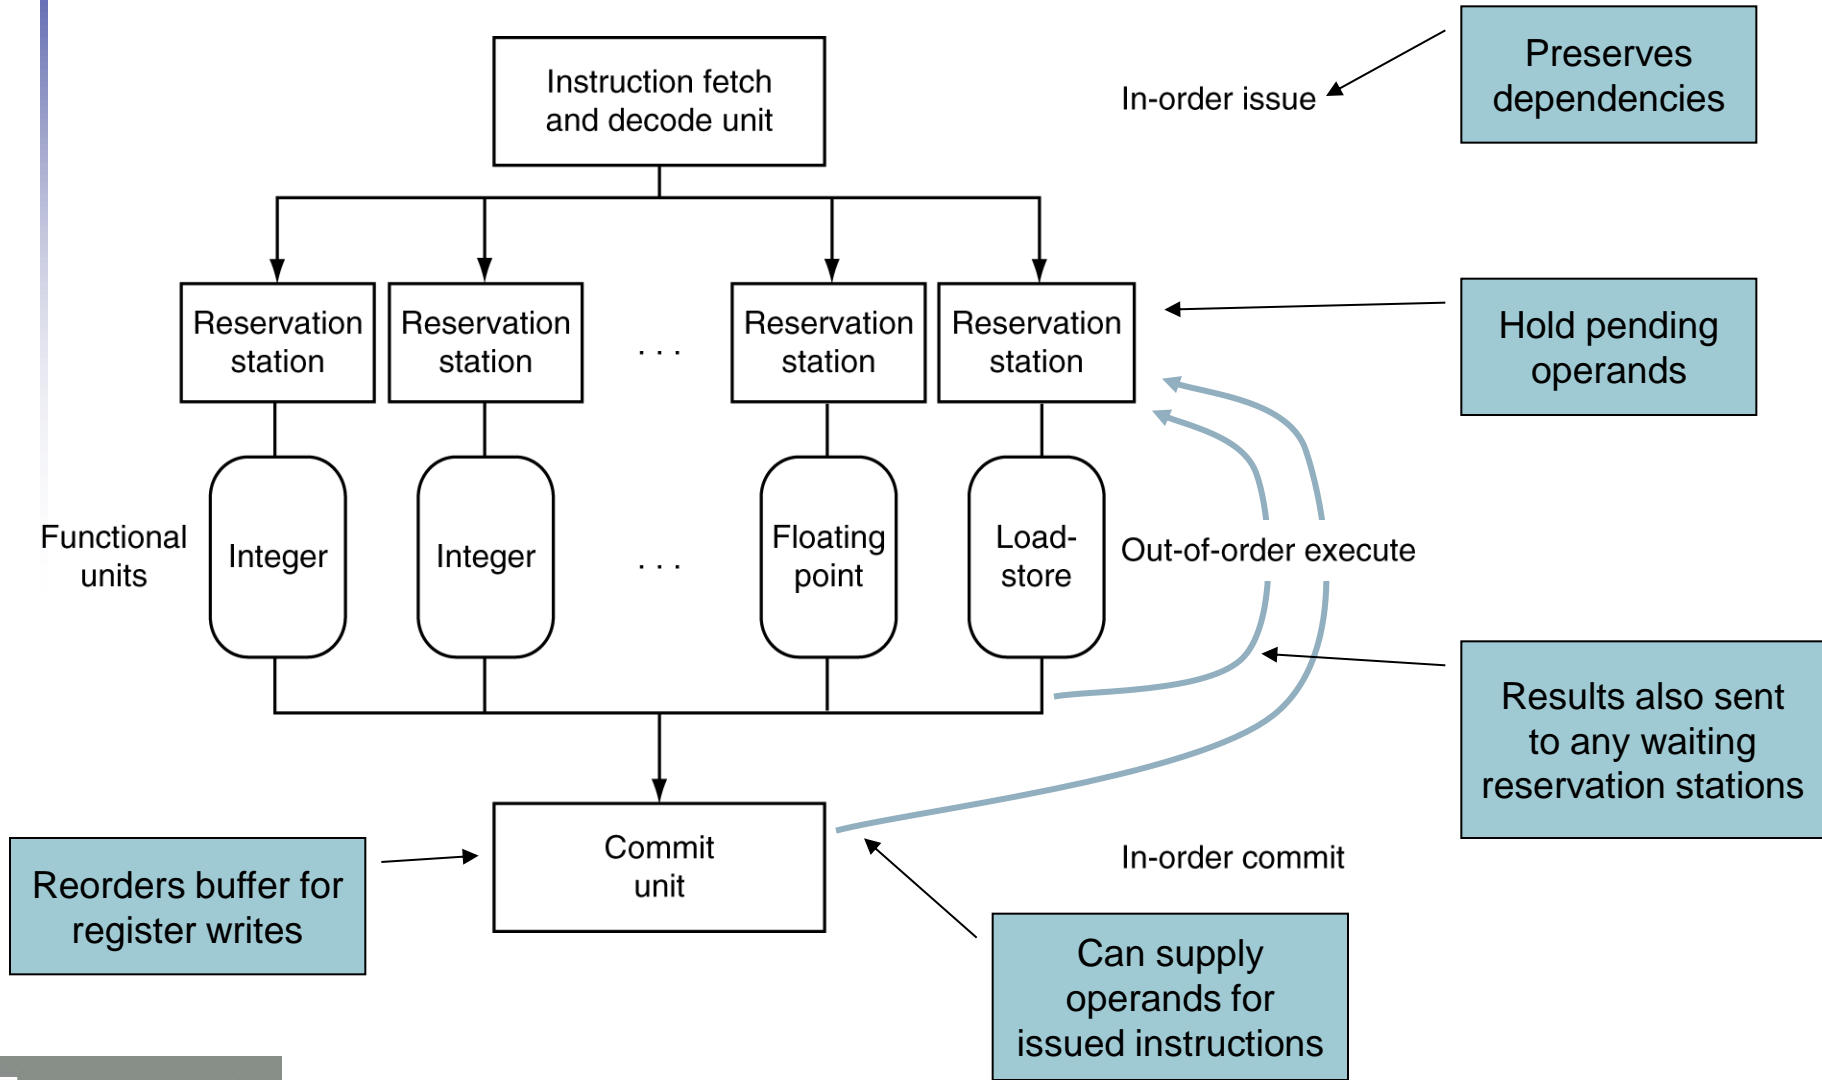 Preserves
dependencies
Instruction fetch
and decode unit
In-order issue
Reservation
station
Reservation
station
. . .
Reservation
station
Reservation
station
Hold pending
operands
Functional
units
Integer
Integer
. . .
Floating
point
Load-
store
Out-of-order execute
Results also sent
to any waiting
reservation stations
Reorders buffer for
register writes
Commit
unit
In-order commit
Can supply
operands for
issued instructions